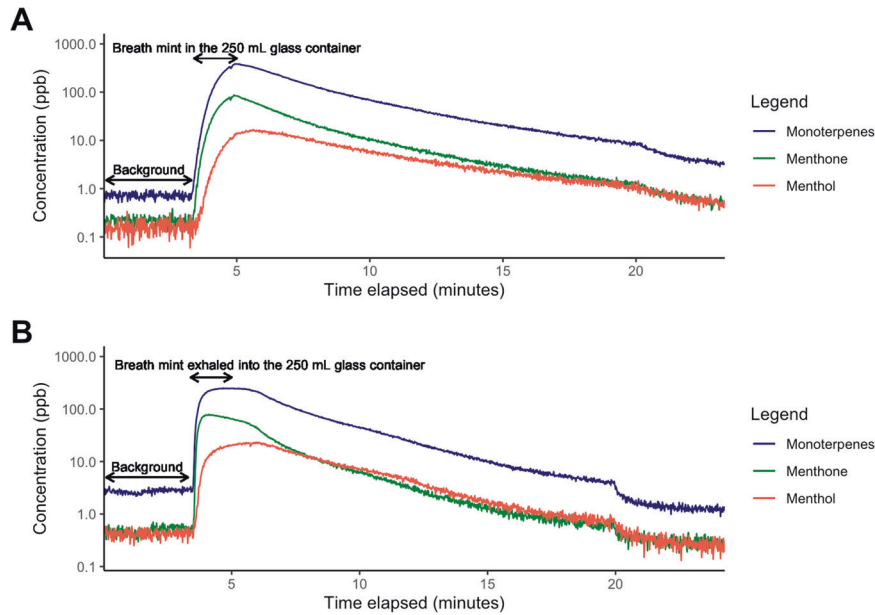 A
Breath mint in the 250 mL glass container
Background
Concentration (ppb)
1000.0
100.0
10.0
1.0
0.1
5
10
15
20
Time elapsed (minutes)
Legend
Monoterpenes
Menthone
Menthol
B
Breath mint exhaled into the 250 mL glass container
Background
Concentration (ppb)
1000.0
100.0
10.0
1.0
0.1
5
10
15
20
Time elapsed (minutes)
Legend
Monoterpenes
Menthone
Menthol